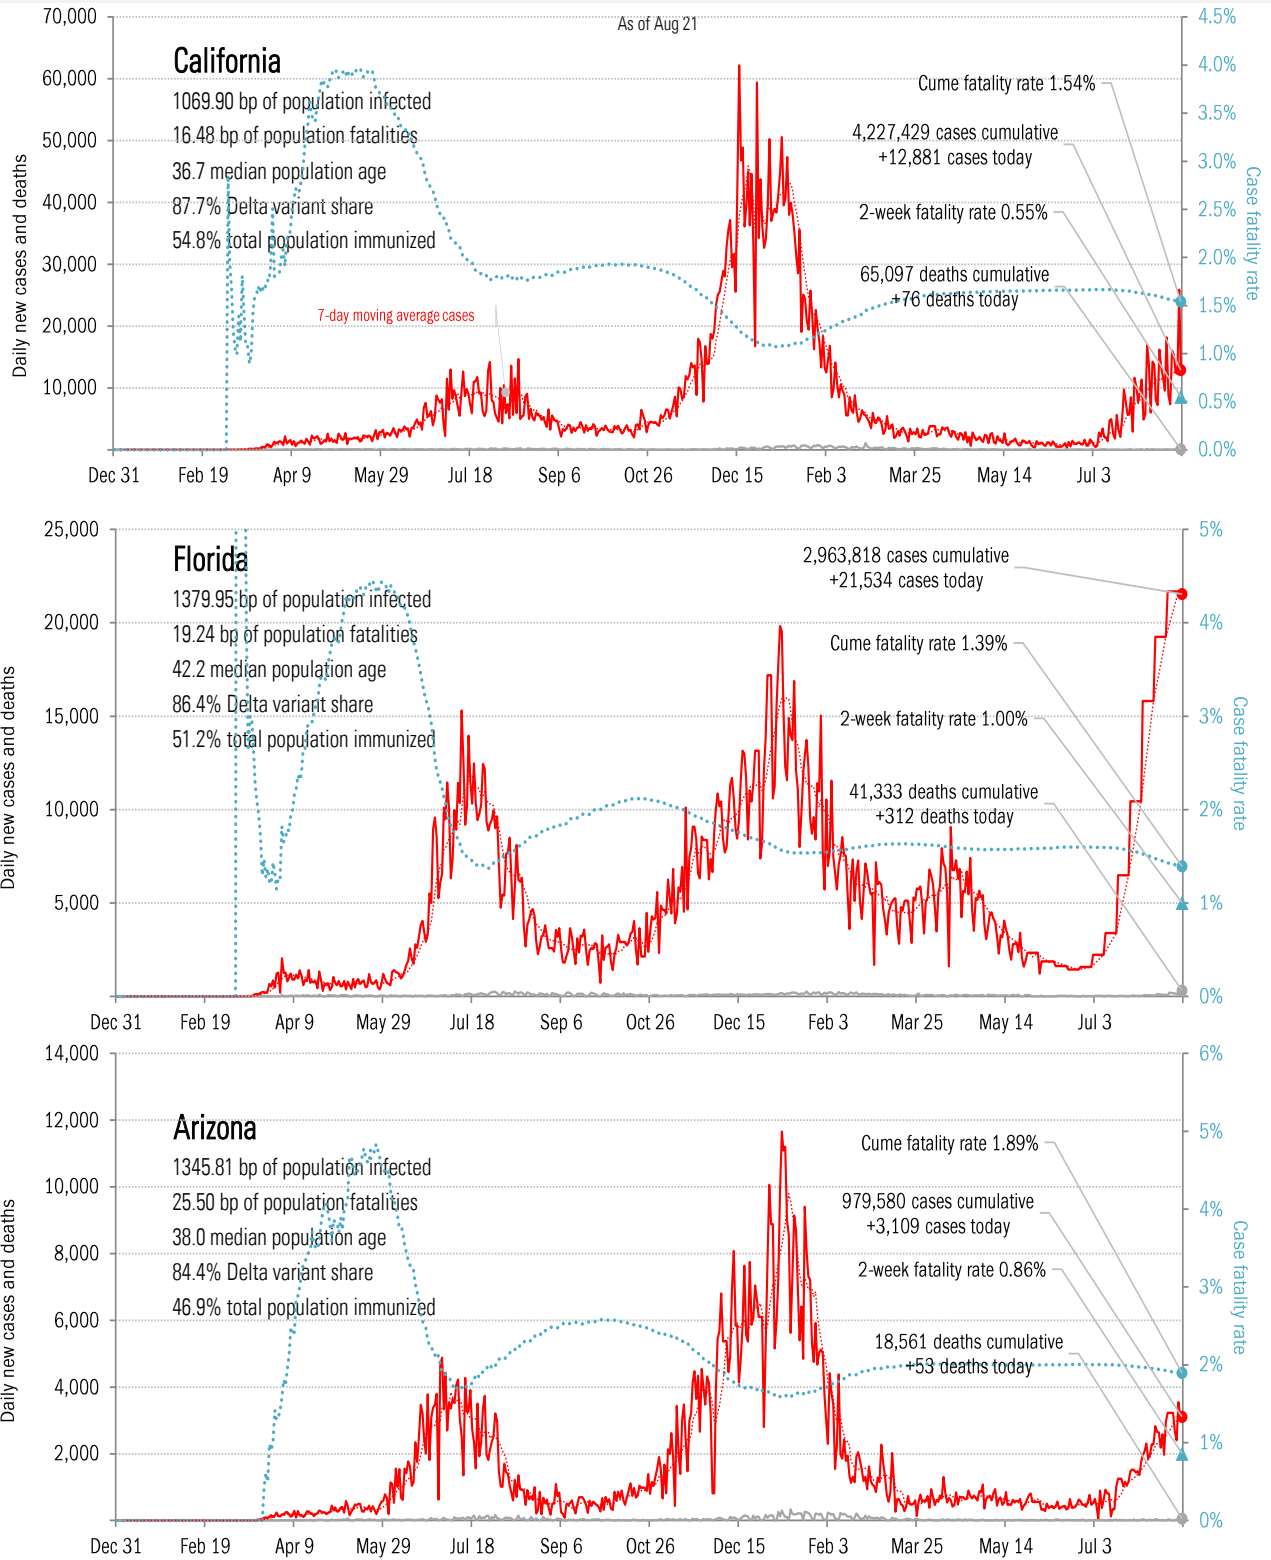 As of Aug 21
California
1069.90 bp of population infected
16.48 bp of population fatalities
36.7 median population age
87.7% Delta variant share
54.8% total population immunized
7-day moving average cases
Cume fatality rate 1.54%
4,227,429 cases cumulative
+12,881 cases today
2-week fatality rate 0.55%
65,097 deaths cumulative
+76 deaths today
Daily new cases and deaths
70,000
60,000
50,000
40,000
30,000
20,000
10,000
4.5%
4.0%
3.5%
3.0%
2.5%
2.0%
1.5%
1.0%
0.5%
0.0%
Case fatality rate
Dec 31 Feb 19 Apr 9 May 29 Jul 18 Sep 6 Oct 26 Dec 15 Feb 3 Mar 25 May 14 Jul 3
Florida
1379.95 bp of population infected
19.24 bp of population fatalities
42.2 median population age
86.4% Delta variant share
51.2% total population immunized
2,963,818 cases cumulative
+21,534 cases today
Cume fatality rate 1.39%
2-week fatality rate 1.00%
41,333 deaths cumulative
+312 deaths today
Daily new cases and deaths
25,000
20,000
15,000
10,000
5,000
5%
4%
3%
2%
1%
0%
Case fatality rate
Dec 31 Feb 19 Apr 9 May 29 Jul 18 Sep 6 Oct 26 Dec 15 Feb 3 Mar 25 May 14 Jul 3
Arizona
1345.81 bp of population infected
25.50 bp of population fatalities
38.0 median population age
84.4% Delta variant share
46.9% total population immunized
Cume fatality rate 1.89%
979,580 cases cumulative
+3,109 cases today
2-week fatality rate 0.86%
18,561 deaths cumulative
+53 deaths today
Daily new cases and deaths
14,000
12,000
10,000
8,000
6,000
4,000
2,000
6%
5%
4%
3%
2%
1%
0%
Case fatality rate
Dec 31 Feb 19 Apr 9 May 29 Jul 18 Sep 6 Oct 26 Dec 15 Feb 3 Mar 25 May 14 Jul 3